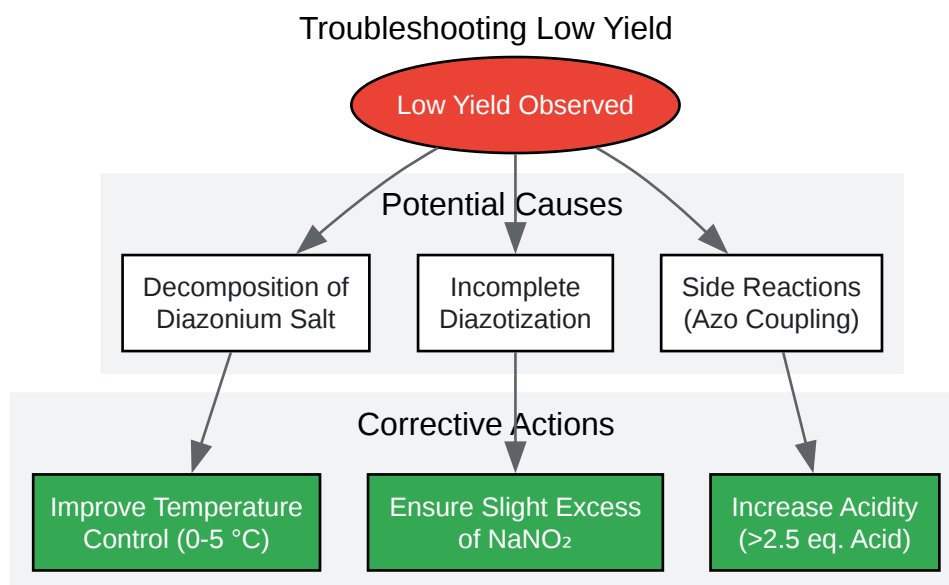 Troubleshooting Low Yield
Low Yield Observed
Potential Causes
Decomposition of
Diazonium Salt
Incomplete
Diazotization
Side Reactions
(Azo Coupling)
Corrective Actions
Improve Temperature
Control (0-5 °C)
Ensure Slight Excess
of NaNO₂
Increase Acidity
(>2.5 eq. Acid)